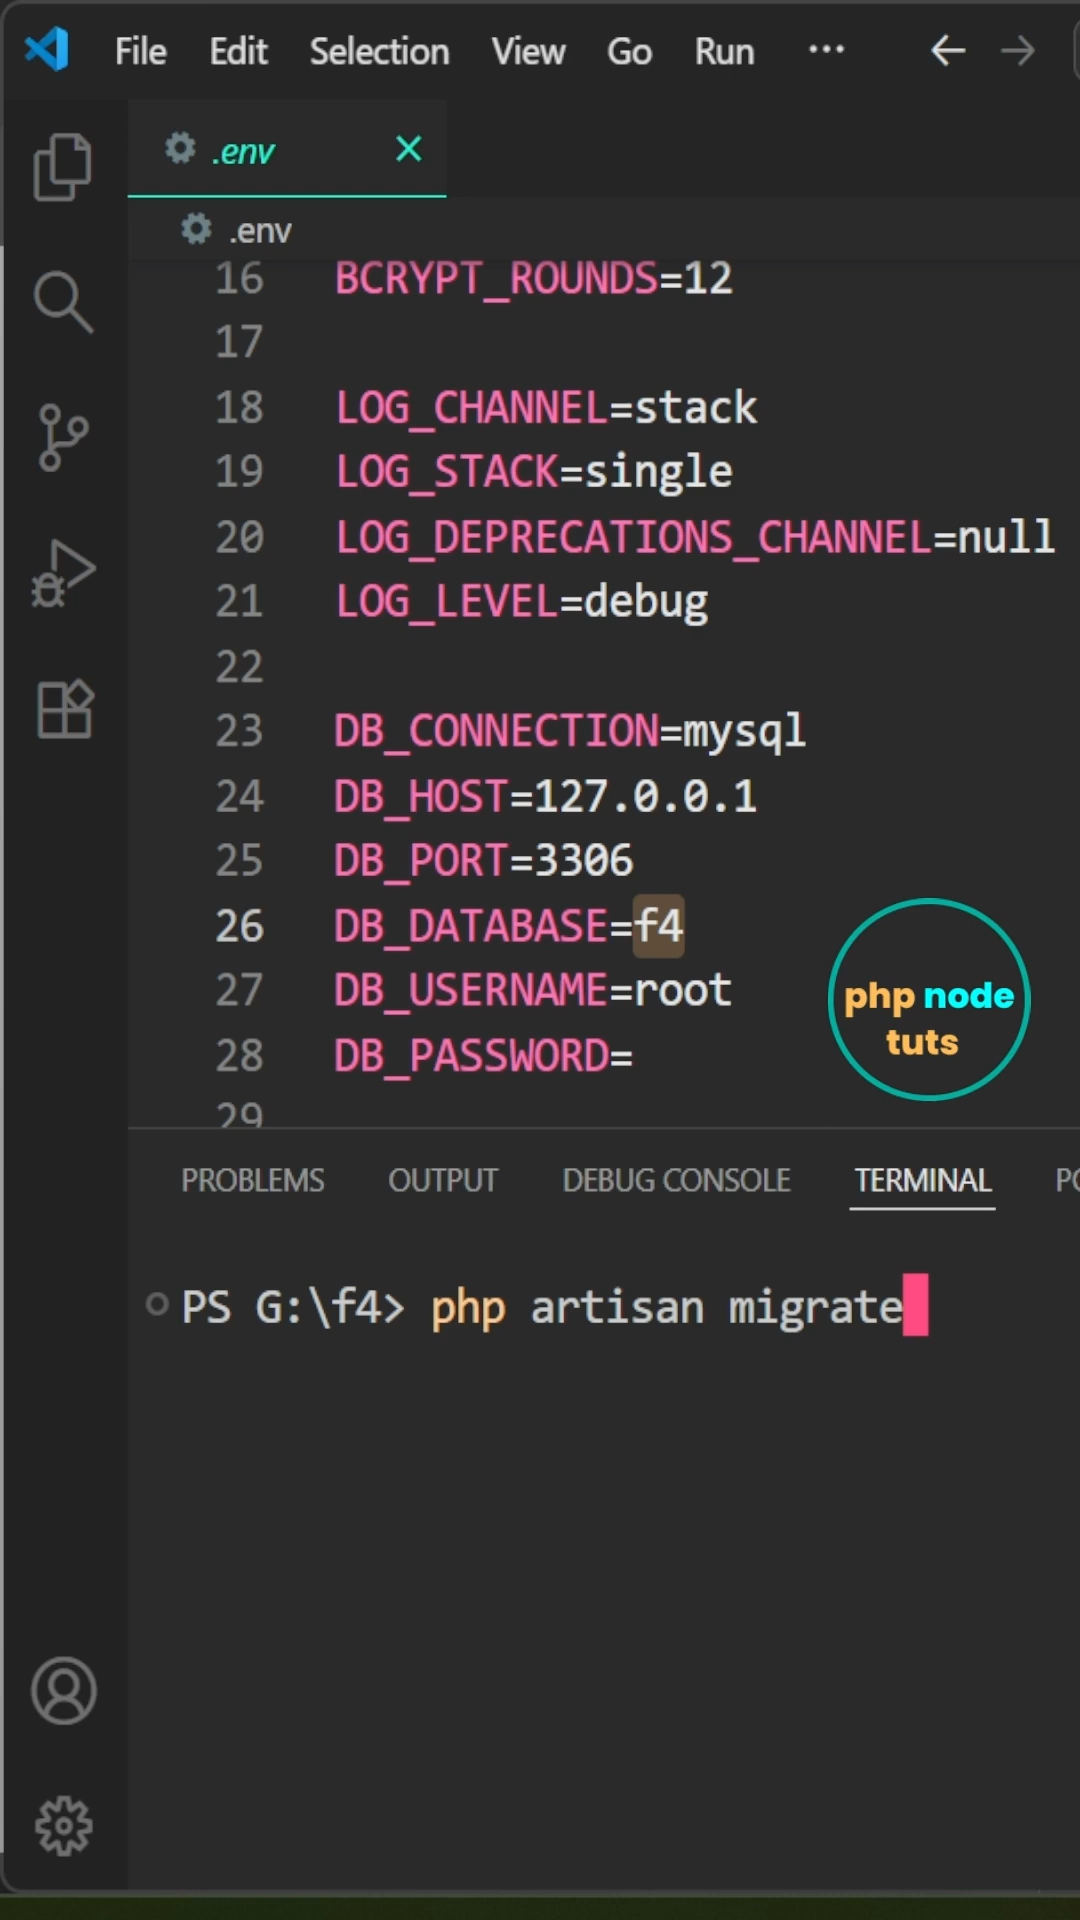 File Edit Selection View Go Run ...
.env
.env
16 BCRYPT_ROUNDS=12
17
18 LOG_CHANNEL=stack
19 LOG_STACK=single
20 LOG_DEPRECATIONS_CHANNEL=null
21 LOG_LEVEL=debug
22
23 DB_CONNECTION=mysql
24 DB_HOST=127.0.0.1
25 DB_PORT=3306
26 DB_DATABASE=f4
27 DB_USERNAME=root
28 DB_PASSWORD=
29
php node
tuts
PROBLEMS OUTPUT DEBUG CONSOLE TERMINAL
PS G:\f4> php artisan migrate